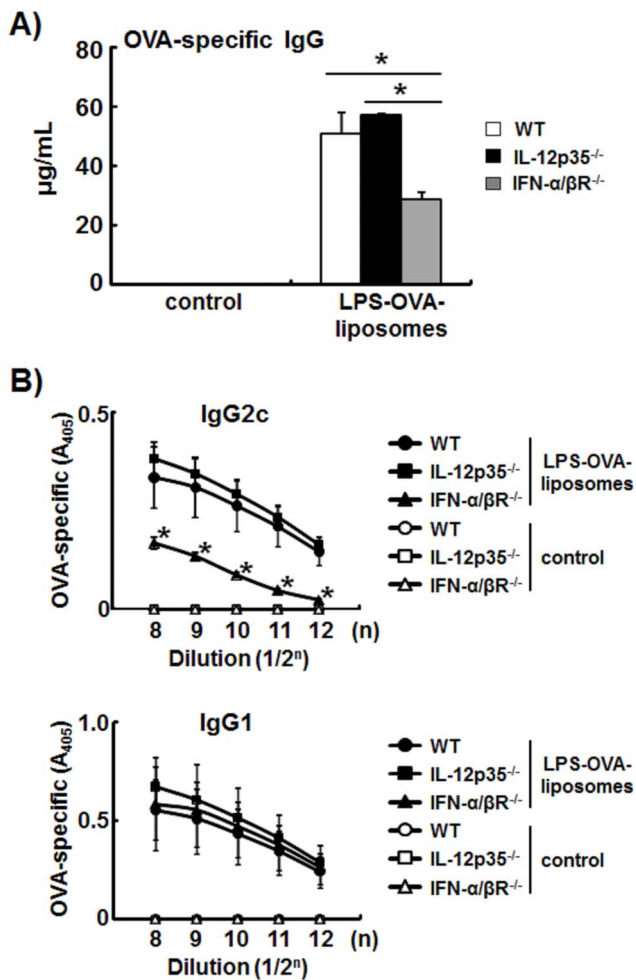 A)
OVA-specific IgG
80
60
40
20
0
µg/mL
*
*
control
LPS-OVA-
liposomes
WT
IL-12p35-/-
IFN-α/βR-/-
B)
IgG2c
0.5
0
OVA-specific (A405)
* * * * *
8 9 10 11 12 (n)
Dilution (1/2ⁿ)
WT
IL-12p35-/-
IFN-α/βR-/-
LPS-OVA-
liposomes
WT
IL-12p35-/-
IFN-α/βR-/-
control
IgG1
1.0
0.5
0
OVA-specific (A405)
8 9 10 11 12 (n)
Dilution (1/2ⁿ)
WT
IL-12p35-/-
IFN-α/βR-/-
LPS-OVA-
liposomes
WT
IL-12p35-/-
IFN-α/βR-/-
control